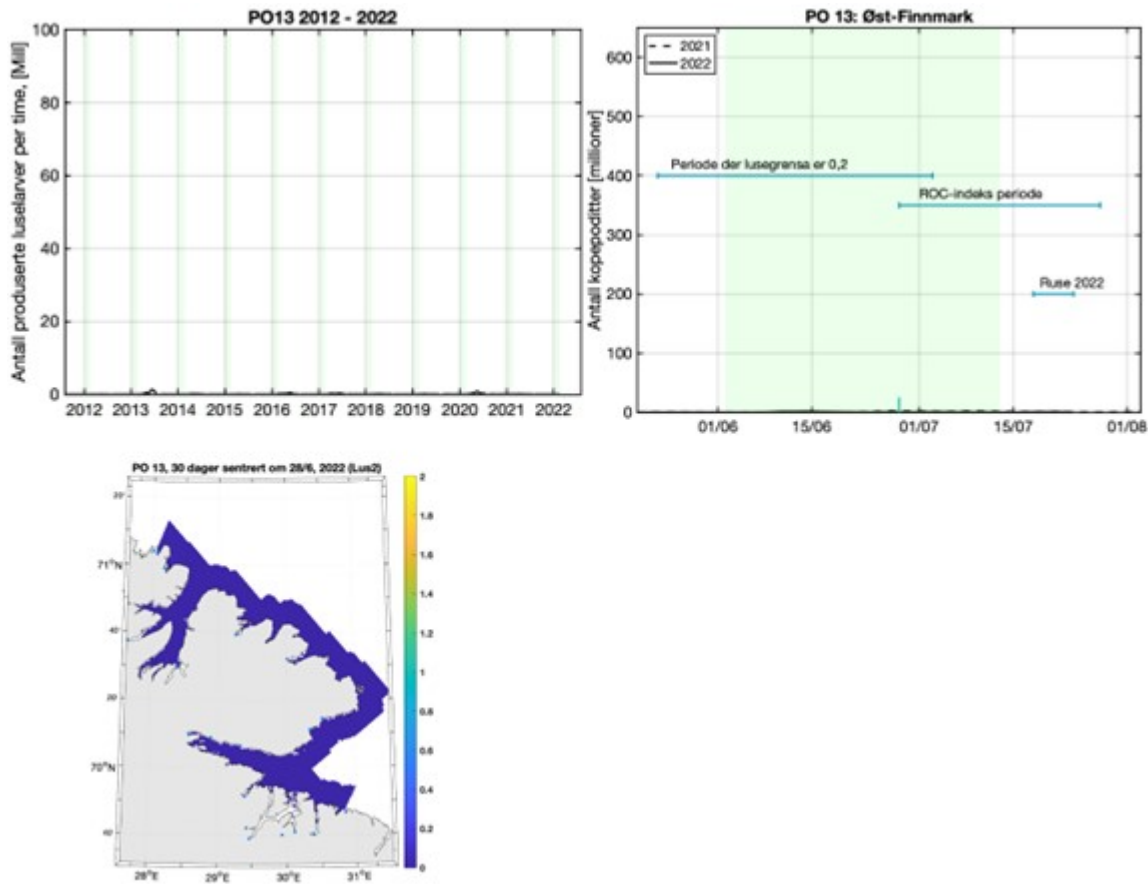 PO13 2012 - 2022
Antall produserte luselarver per time, [Mill]
100
80
60
40
20
0
2012 2013 2014 2015 2016 2017 2018 2019 2020 2021 2022
PO 13: Øst-Finnmark
2021
2022
Antall kopepoditter [millioner]
600
500
400
300
200
100
0
Periode der lusegrensa er 0,2
ROC-indeks periode
Ruse 2022
01/06 15/06 01/07 15/07 01/08
PO 13, 30 dager sentrert om 28/6, 2022 (Lus2)
20'
71°N
40'
20'
70°N
28°E 29°E 30°E 31°E
2
1.8
1.6
1.4
1.2
1
0.8
0.6
0.4
0.2
0